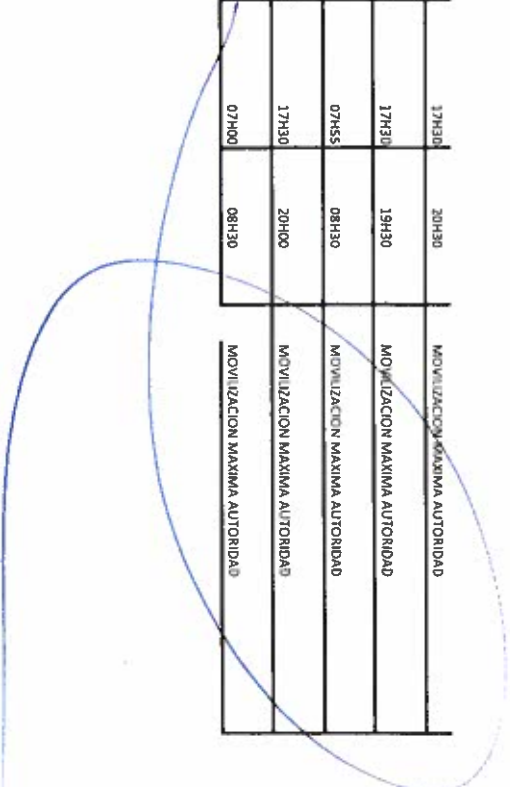 17H30 20H30 MOVILIZACION MAXIMA AUTORIDAD
17H30 19H30 MOVILIZACION MAXIMA AUTORIDAD
07H55 08H30 MOVILIZACION MAXIMA AUTORIDAD
17H30 20H00 MOVILIZACION MAXIMA AUTORIDAD
07H00 08H30 MOVILIZACION MAXIMA AUTORIDAD